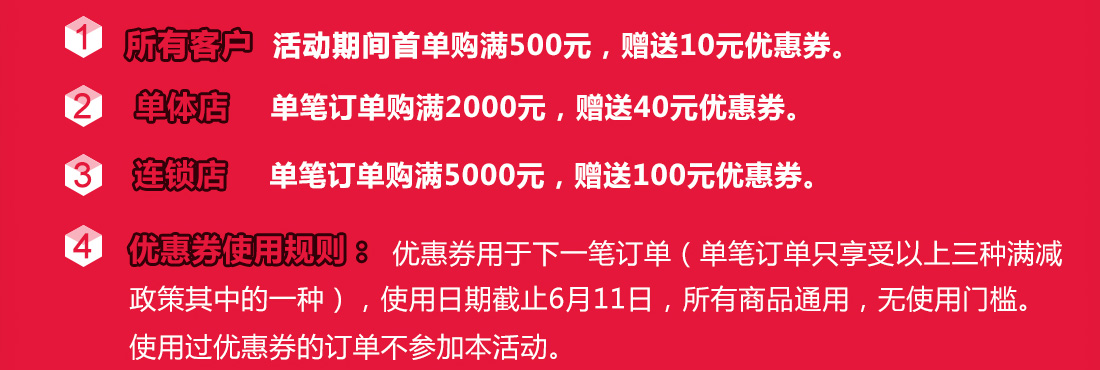 1 所有客户 活动期间首单购满500元，赠送10元优惠券。
2 单体店 单笔订单购满2000元，赠送40元优惠券。
3 连锁店 单笔订单购满5000元，赠送100元优惠券。
4 优惠券使用规则： 优惠券用于下一笔订单（单笔订单只享受以上三种满减
政策其中的一种），使用日期截止6月11日，所有商品通用，无使用门槛。
使用过优惠券的订单不参加本活动。